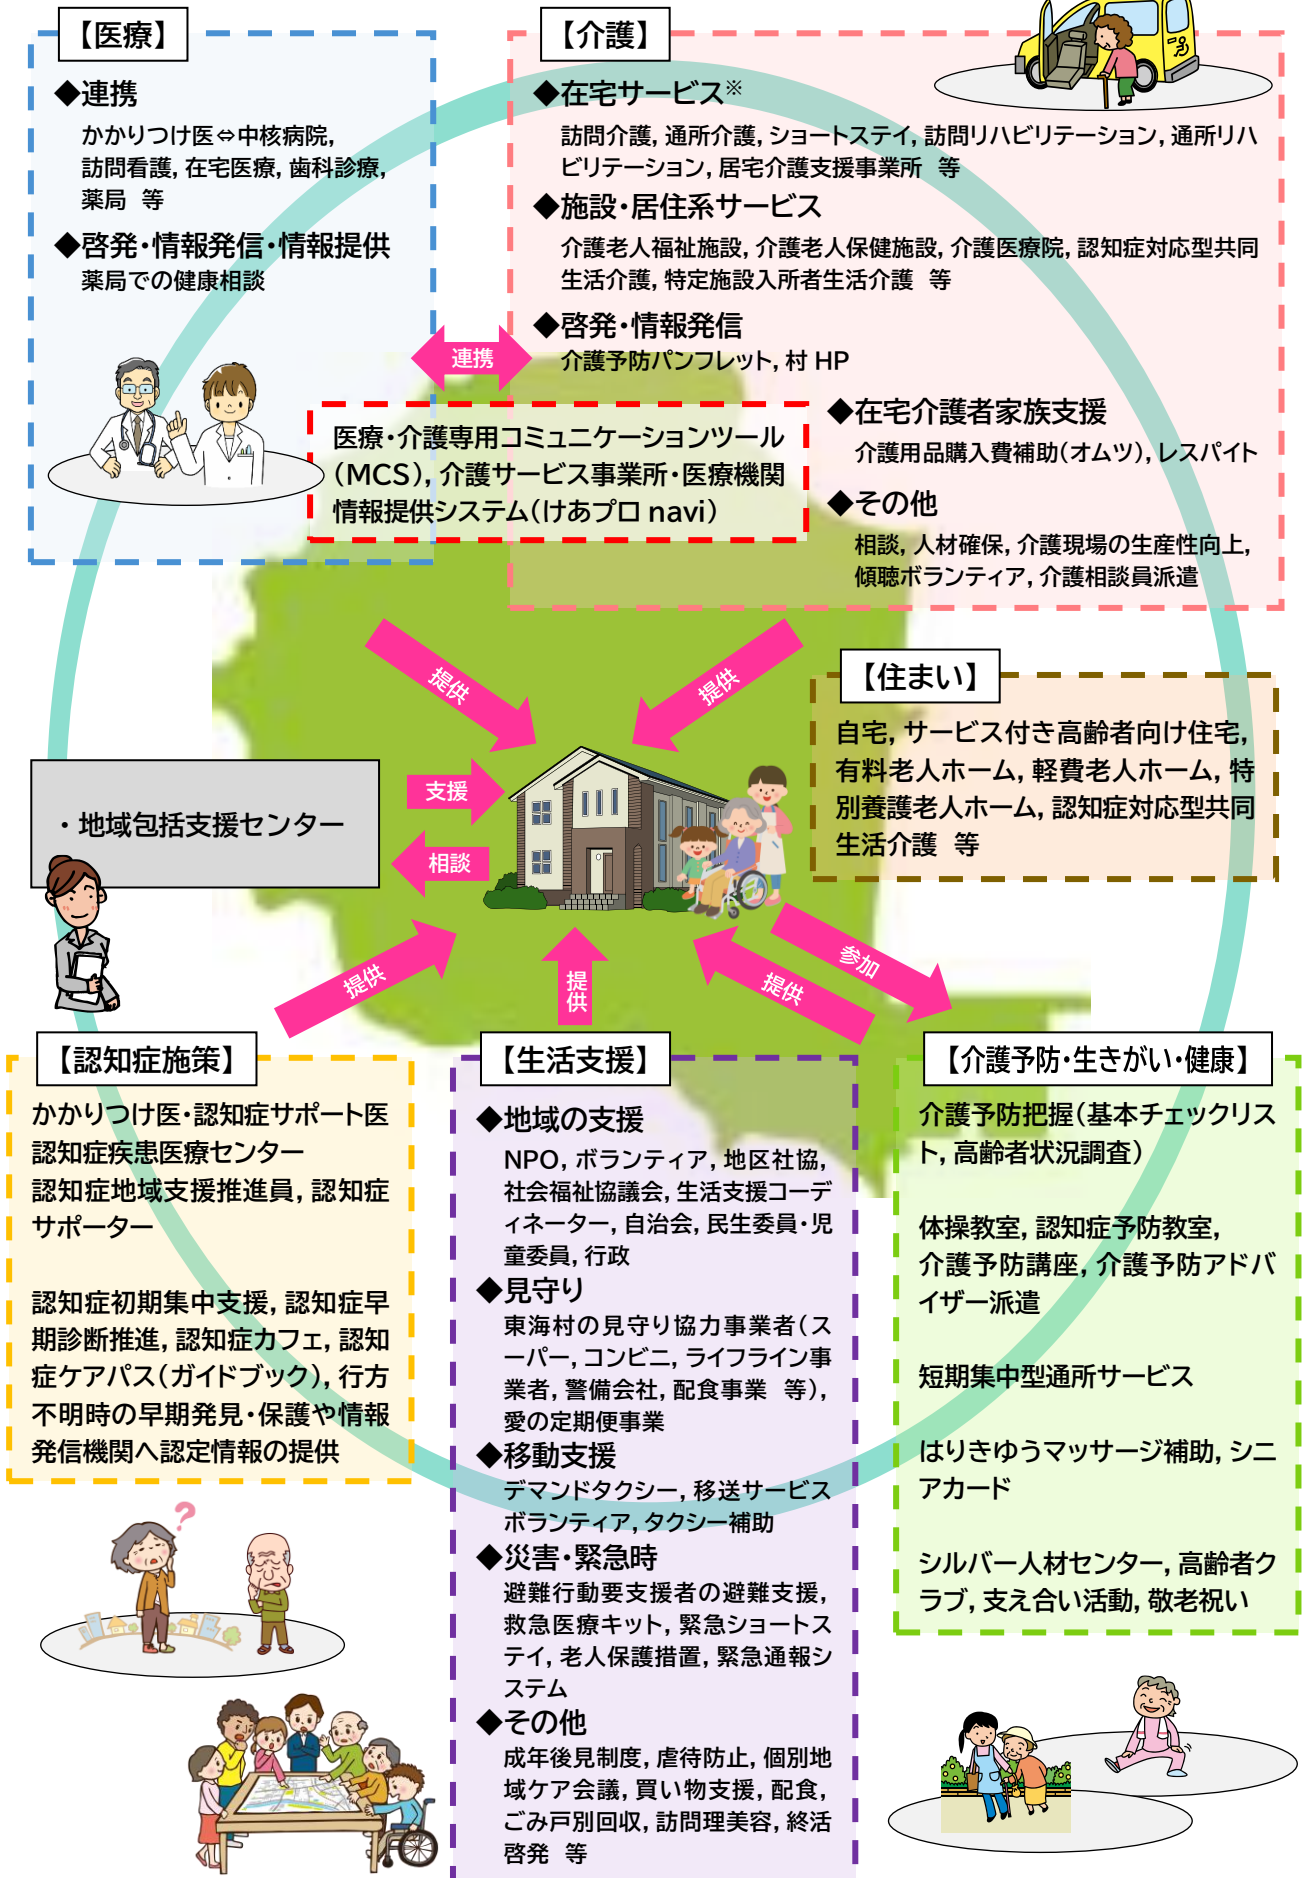 【医療】
◆連携
かかりつけ医⇔中核病院,
訪問看護, 在宅医療, 歯科診療,
薬局 等
◆啓発・情報発信・情報提供
薬局での健康相談
【介護】
◆在宅サービス※
訪問介護, 通所介護, ショートステイ, 訪問リハビリテーション, 通所リハ
ビリテーション, 居宅介護支援事業所 等
◆施設・居住系サービス
介護老人福祉施設, 介護老人保健施設, 介護医療院, 認知症対応型共同
生活介護, 特定施設入所者生活介護 等
◆啓発・情報発信
介護予防パンフレット, 村 HP
◆在宅介護者家族支援
介護用品購入費補助(オムツ), レスパイト
◆その他
相談, 人材確保, 介護現場の生産性向上,
傾聴ボランティア, 介護相談員派遣
連携
医療・介護専用コミュニケーションツール
(MCS), 介護サービス事業所・医療機関
情報提供システム(けあプロ navi)
提供
提供
【住まい】
自宅, サービス付き高齢者向け住宅,
有料老人ホーム, 軽費老人ホーム, 特
別養護老人ホーム, 認知症対応型共同
生活介護 等
・地域包括支援センター
支援
相談
提供
提供
提供
参加
【認知症施策】
かかりつけ医・認知症サポート医
認知症疾患医療センター
認知症地域支援推進員, 認知症
サポーター
認知症初期集中支援, 認知症早
期診断推進, 認知症カフェ, 認知
症ケアパス(ガイドブック), 行方
不明時の早期発見・保護や情報
発信機関へ認定情報の提供
【生活支援】
◆地域の支援
NPO, ボランティア, 地区社協,
社会福祉協議会, 生活支援コーデ
ィネーター, 自治会, 民生委員・児
童委員, 行政
◆見守り
東海村の見守り協力事業者(ス
ーパー, コンビニ, ライフライン事
業者, 警備会社, 配食事業 等),
愛の定期便事業
◆移動支援
デマンドタクシー, 移送サービス
ボランティア, タクシー補助
◆災害・緊急時
避難行動要支援者の避難支援,
救急医療キット, 緊急ショートス
テイ, 老人保護措置, 緊急通報シ
ステム
◆その他
成年後見制度, 虐待防止, 個別地
域ケア会議, 買い物支援, 配食,
ごみ戸別回収, 訪問理美容, 終活
啓発 等
【介護予防・生きがい・健康】
介護予防把握(基本チェックリス
ト, 高齢者状況調査)
体操教室, 認知症予防教室,
介護予防講座, 介護予防アドバ
イザー派遣
短期集中型通所サービス
はりきゆうマッサージ補助, シニ
アカード
シルバー人材センター, 高齢者ク
ラブ, 支え合い活動, 敬老祝い
?